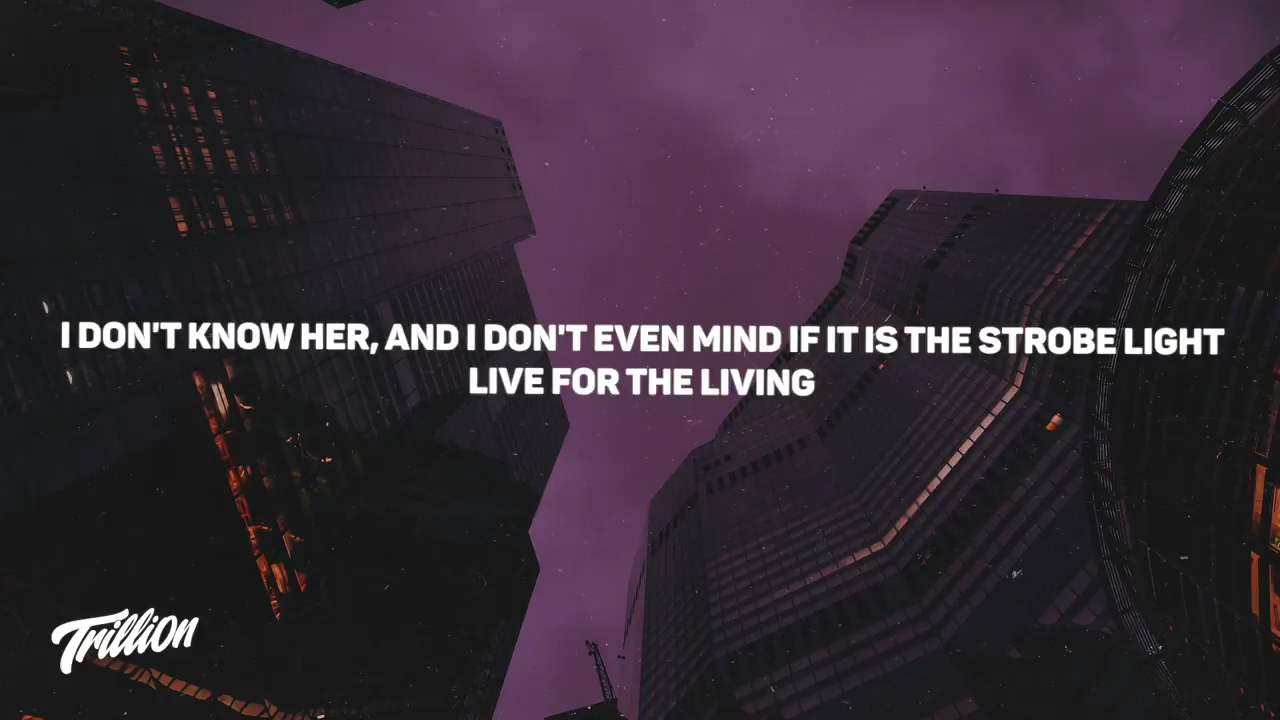 I DON'T KNOW HER, AND I DON'T EVEN MIND IF IT IS THE STROBE LIGHT
LIVE FOR THE LIVING
Trillion